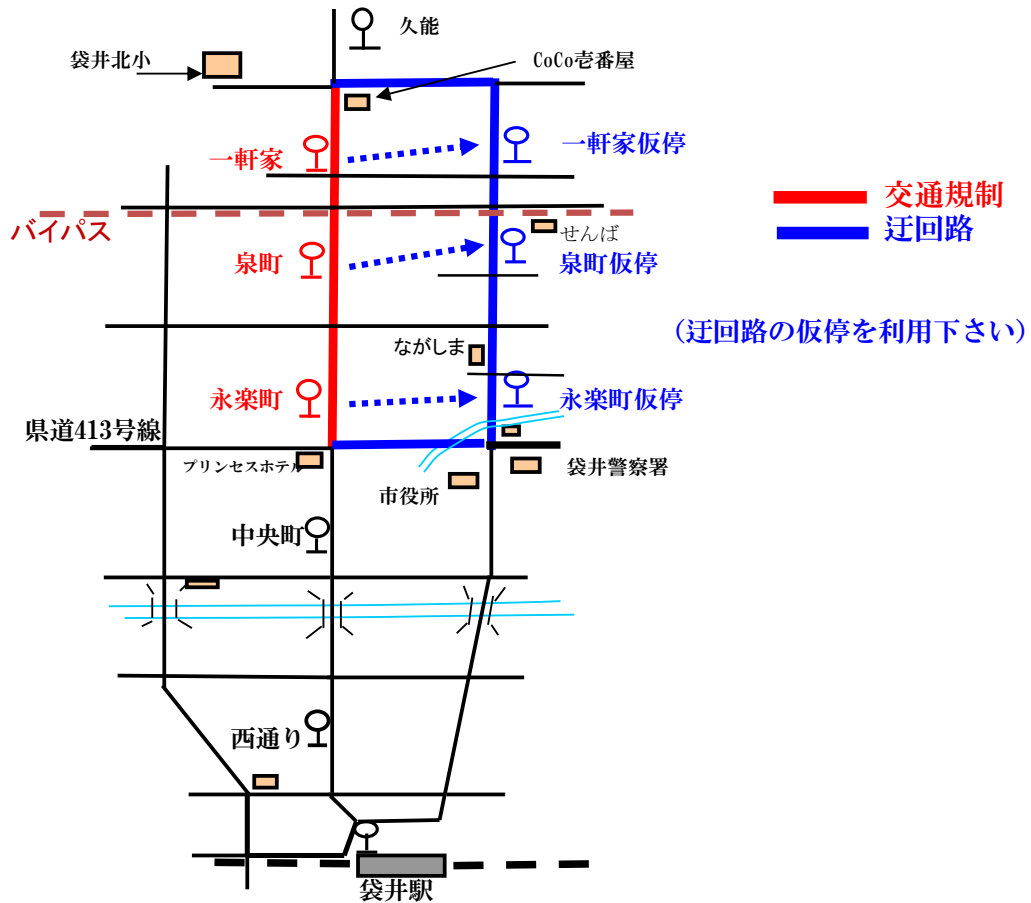 久能
袋井北小
CoCo壱番屋
一軒家
一軒家仮停
交通規制
バイパス
せんば
迂回路
泉町
泉町仮停
（迂回路の仮停を利用下さい）
ながしま
永楽町
永楽町仮停
県道413号線
プリンセスホテル
袋井警察署
市役所
中央町
西通り
袋井駅